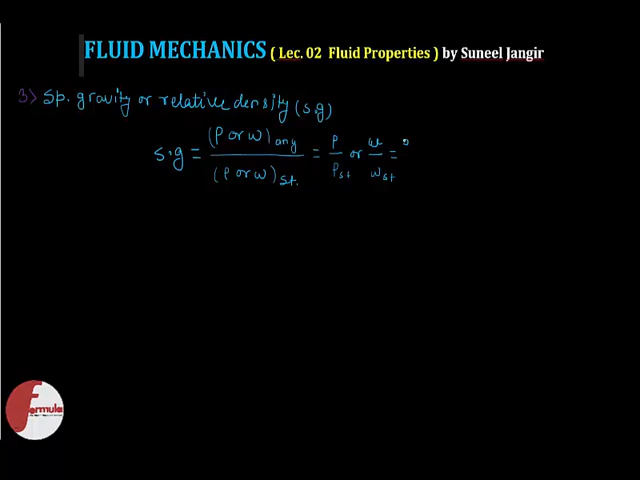 FLUID MECHANICS ( Lec. 02 Fluid Properties ) by Suneel Jangir
3> Sp. gravity or relative density (s.g)
s.g = (ρ or w)any / (ρ or w)st. = ρ/ρst or w/wst =
formula